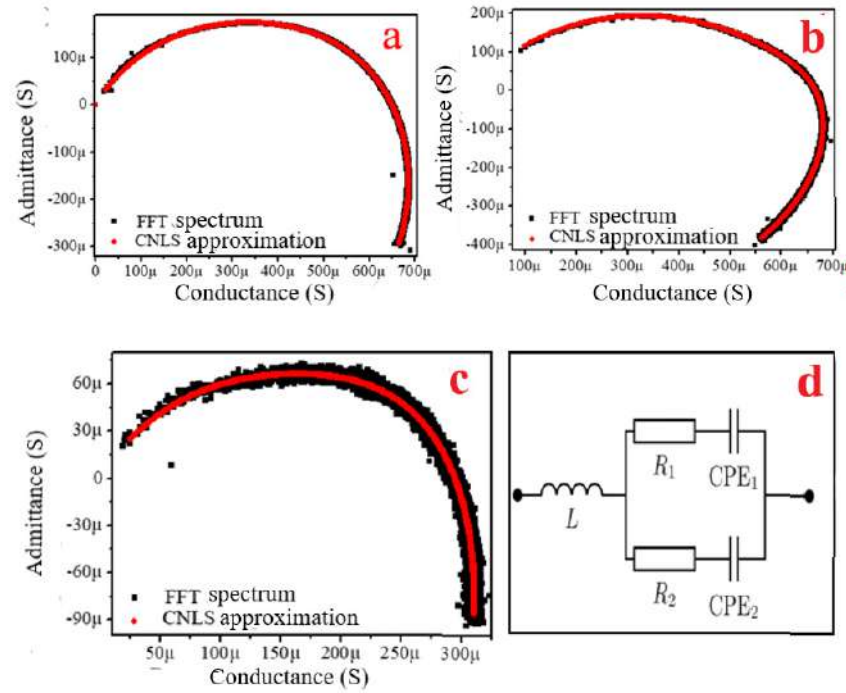 a
Admittance (S)
100μ
0
-100μ
-200μ
-300μ
FFT spectrum
CNLS approximation
0 100μ 200μ 300μ 400μ 500μ 600μ 700μ
Conductance (S)
b
Admittance (S)
200μ
100μ
0
-100μ
-200μ
-300μ
-400μ
FFT spectrum
CNLS approximation
100μ 200μ 300μ 400μ 500μ 600μ 700μ
Conductance (S)
c
Admittance (S)
60μ
30μ
0
-30μ
-60μ
-90μ
FFT spectrum
CNLS approximation
50μ 100μ 150μ 200μ 250μ 300μ
Conductance (S)
d
R1 CPE1
L
R2 CPE2